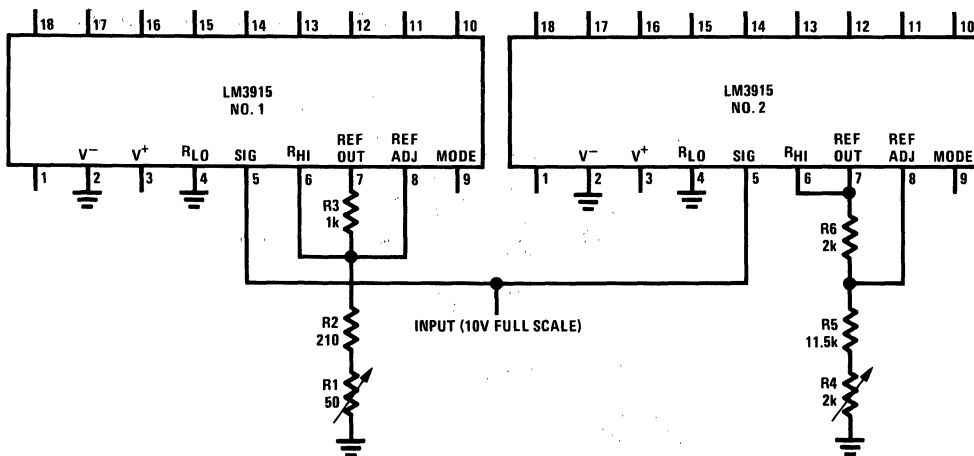 18 17 16 15 14 13 12 11 10
18 17 16 15 14 13 12 11 10
LM3915
NO. 1
LM3915
NO. 2
V− V+ RLO SIG RHI REF OUT REF ADJ MODE
V− V+ RLO SIG RHI REF OUT REF ADJ MODE
1 2 3 4 5 6 7 8 9
1 2 3 4 5 6 7 8 9
R3
1k
R6
2k
INPUT (10V FULL SCALE)
R2
210
R5
11.5k
R1
50
R4
2k